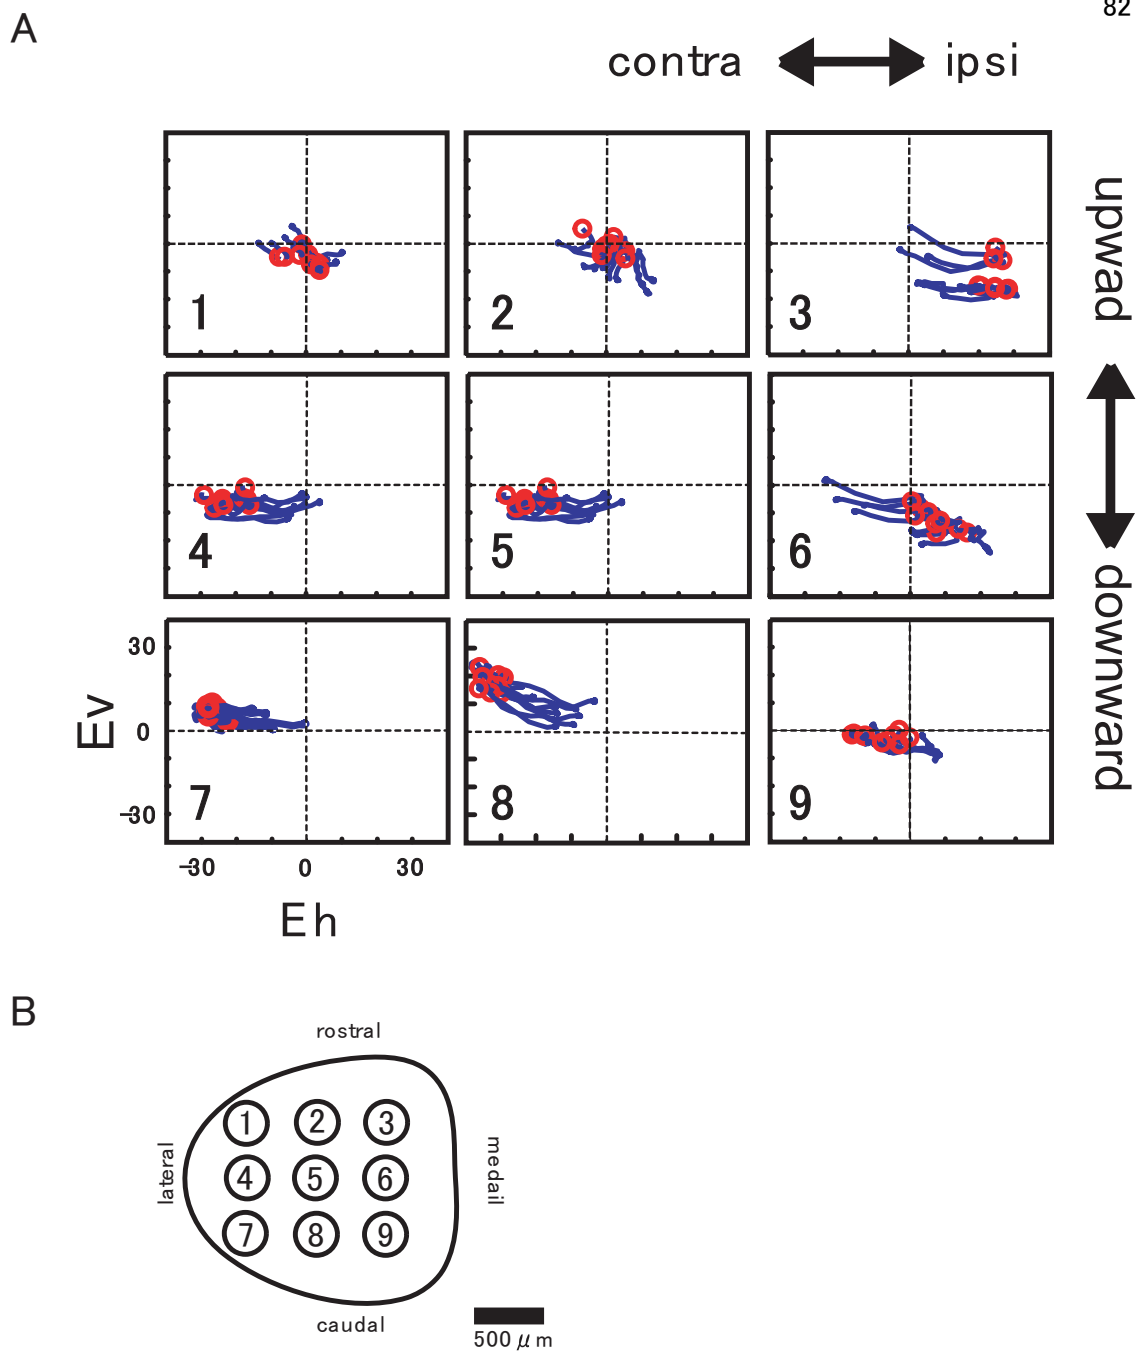 82
A
contra ipsi
upwad
1 2 3
4 5 6
downward
30
Ev
0
-30
7 8 9
-30 0 30
Eh
B
rostral
1 2 3
lateral
4 5 6
medail
7 8 9
caudal
500 μm